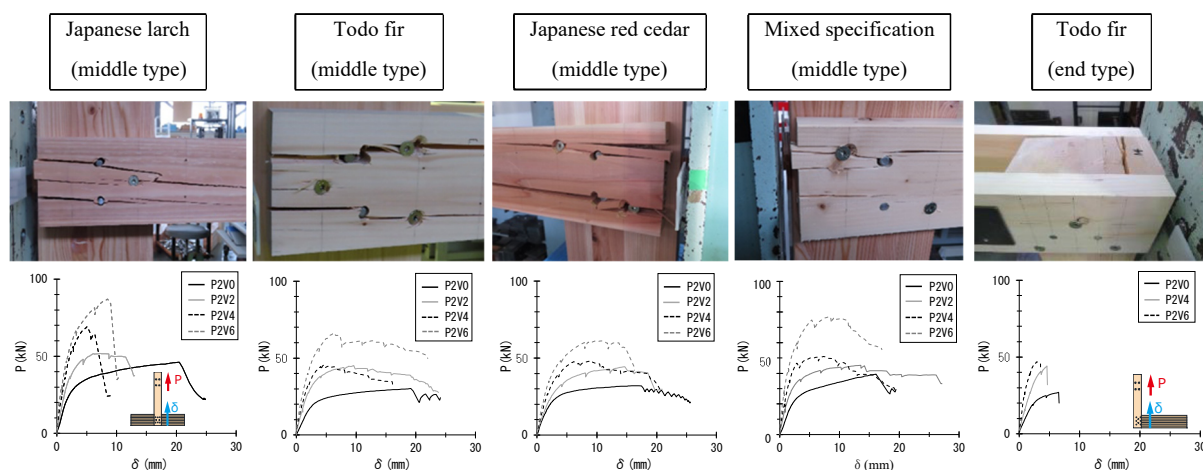 Japanese larch
(middle type)
Todo fir
(middle type)
Japanese red cedar
(middle type)
Mixed specification
(middle type)
Todo fir
(end type)
100
50
0
P (kN)
0
10
20
30
δ (mm)
P2V0
P2V2
P2V4
P2V6
P
δ
100
50
0
P (kN)
0
10
20
30
δ (mm)
P2V0
P2V2
P2V4
P2V6
100
50
0
P (kN)
0
10
20
30
δ (mm)
P2V0
P2V2
P2V4
P2V6
100
50
0
P (kN)
0
10
20
30
δ (mm)
P2V0
P2V2
P2V4
P2V6
100
50
0
P (kN)
0
10
20
30
δ (mm)
P2V0
P2V2
P2V4
P
δ